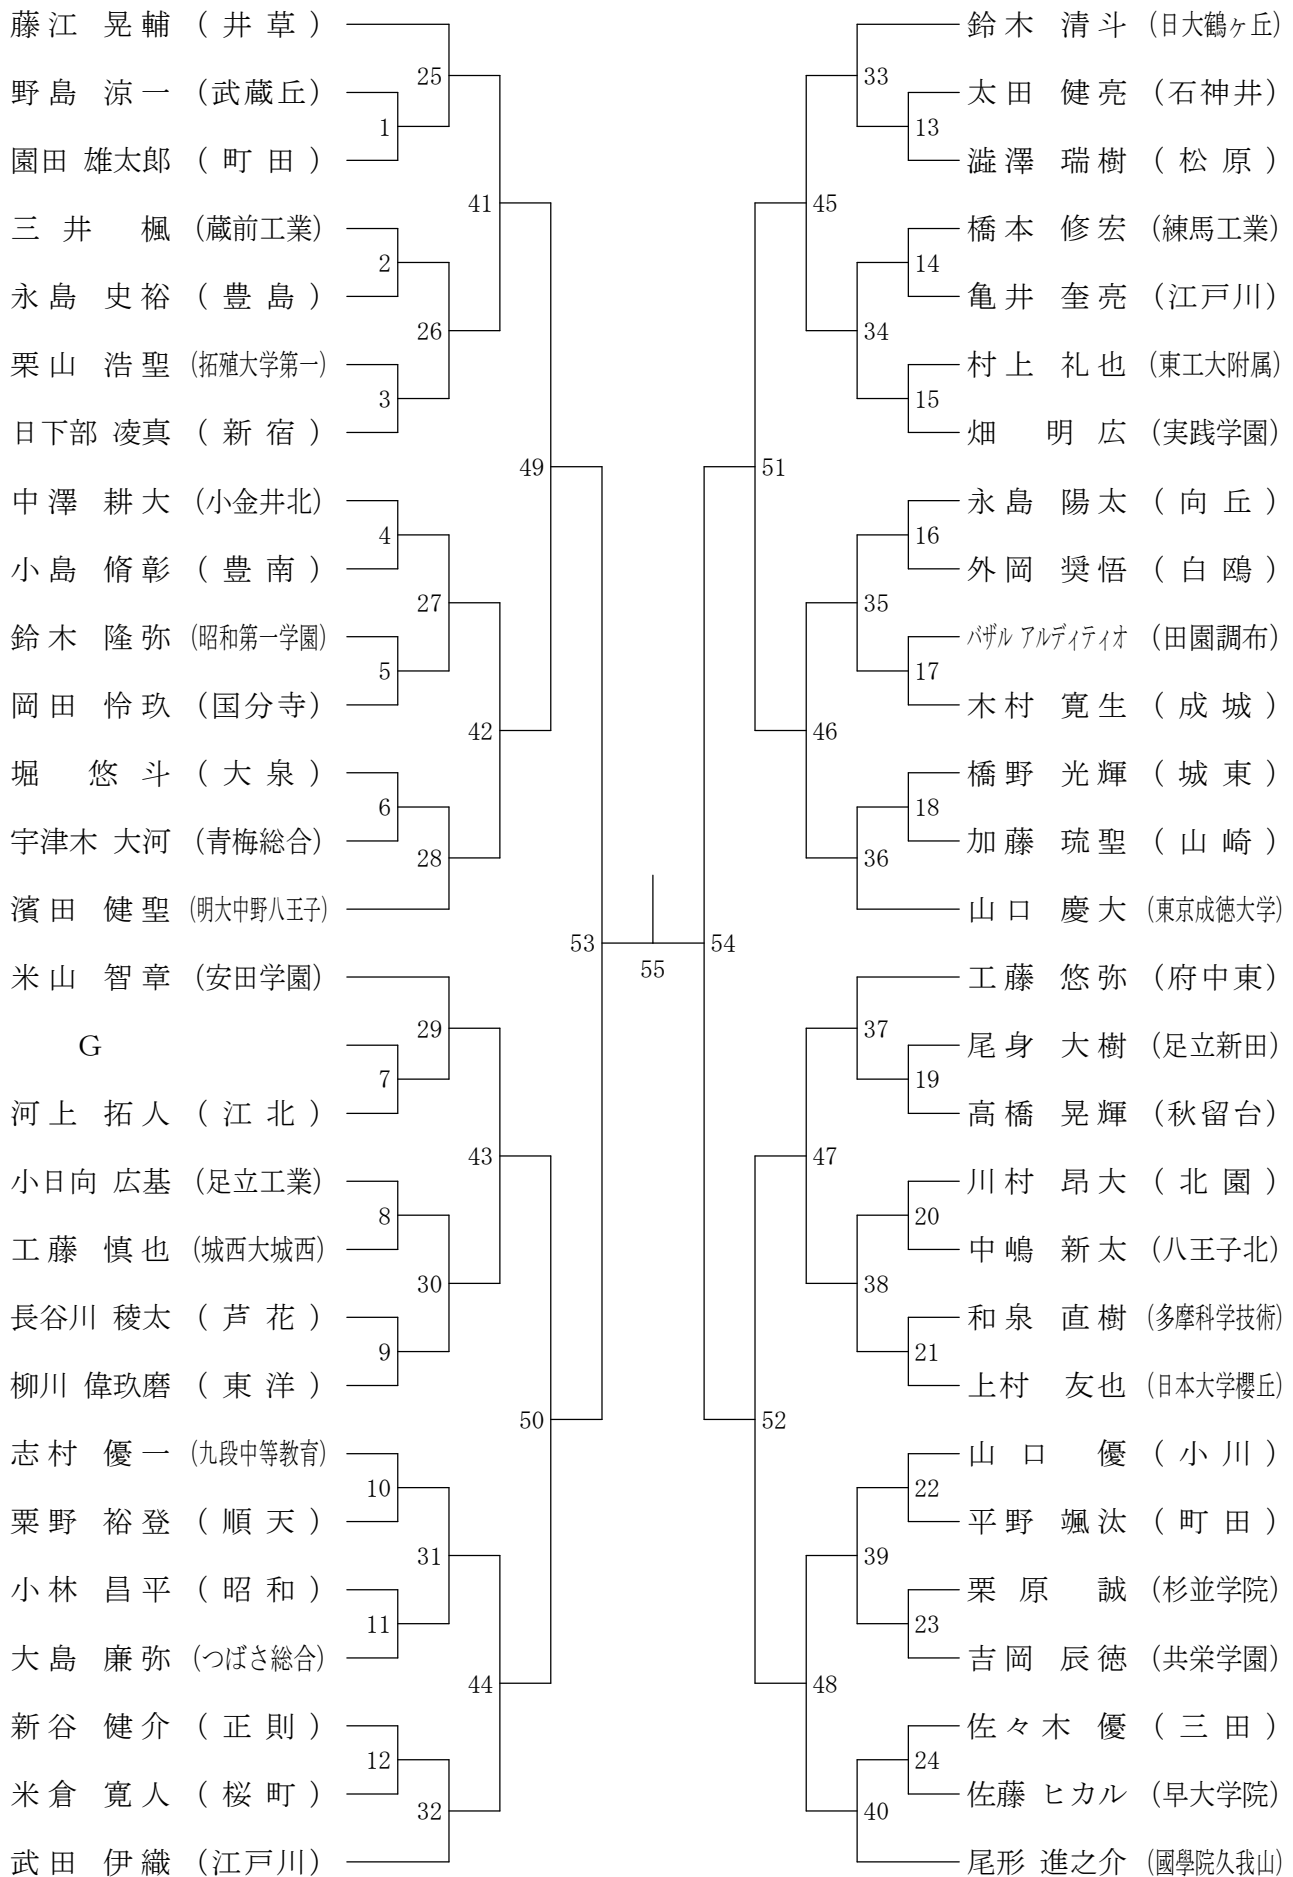 藤江 晃輔 (井草)
野島 涼一 (武蔵丘)
園田 雄太郎 (町田)
三井 楓 (蔵前工業)
永島 史裕 (豊島)
栗山 浩聖 (拓殖大学第一)
日下部 凌真 (新宿)
中澤 耕大 (小金井北)
小島 脩彰 (豊南)
鈴木 隆弥 (昭和第一学園)
岡田 怜玖 (国分寺)
堀 悠斗 (大泉)
宇津木 大河 (青梅総合)
濱田 健聖 (明大中野八王子)
米山 智章 (安田学園)
G
河上 拓人 (江北)
小日向 広基 (足立工業)
工藤 慎也 (城西大城西)
長谷川 稜太 (芦花)
柳川 偉玖磨 (東洋)
志村 優一 (九段中等教育)
粟野 裕登 (順天)
小林 昌平 (昭和)
大島 廉弥 (つばさ総合)
新谷 健介 (正則)
米倉 寛人 (桜町)
武田 伊織 (江戸川)
1
2
3
4
5
6
7
8
9
10
11
12
25
26
27
28
29
30
31
32
41
42
43
44
49
50
53
55
54
51
52
45
46
47
48
33
34
35
36
37
38
39
40
13
14
15
16
17
18
19
20
21
22
23
24
鈴木 清斗 (日大鶴ヶ丘)
太田 健亮 (石神井)
澁澤 瑞樹 (松原)
橋本 修宏 (練馬工業)
亀井 奎亮 (江戸川)
村上 礼也 (東工大附属)
畑 明広 (実践学園)
永島 陽太 (向丘)
外岡 奨悟 (白鴎)
バザル アルディティオ (田園調布)
木村 寛生 (成城)
橋野 光輝 (城東)
加藤 琉聖 (山崎)
山口 慶大 (東京成徳大学)
工藤 悠弥 (府中東)
尾身 大樹 (足立新田)
高橋 晃輝 (秋留台)
川村 昂大 (北園)
中嶋 新太 (八王子北)
和泉 直樹 (多摩科学技術)
上村 友也 (日本大学櫻丘)
山口 優 (小川)
平野 颯汰 (町田)
栗原 誠 (杉並学院)
吉岡 辰徳 (共栄学園)
佐々木 優 (三田)
佐藤 ヒカル (早大学院)
尾形 進之介 (國學院久我山)